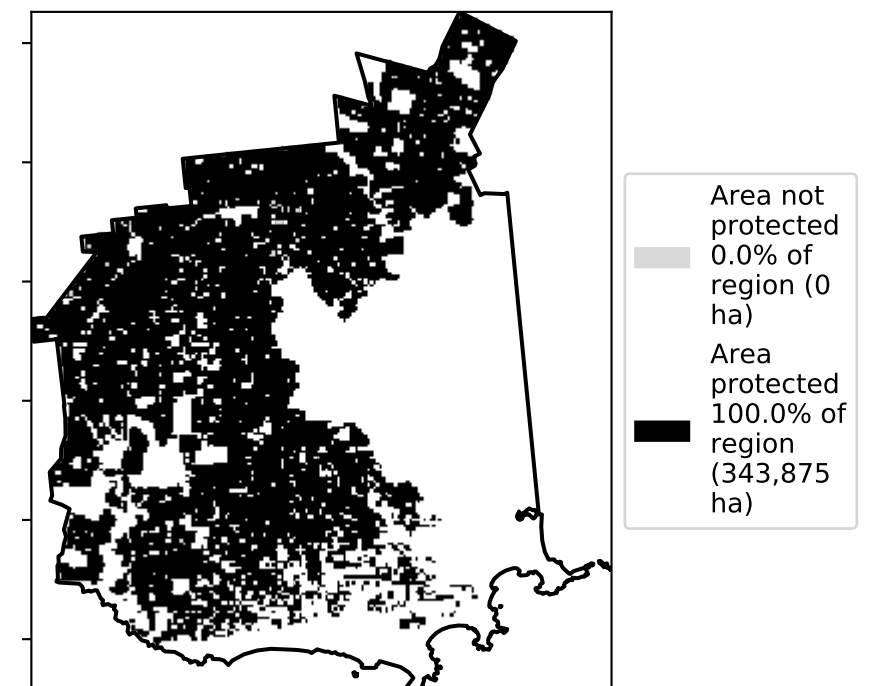 Area not
protected
0.0% of
region (0
ha)
Area
protected
100.0% of
region
(343,875
ha)